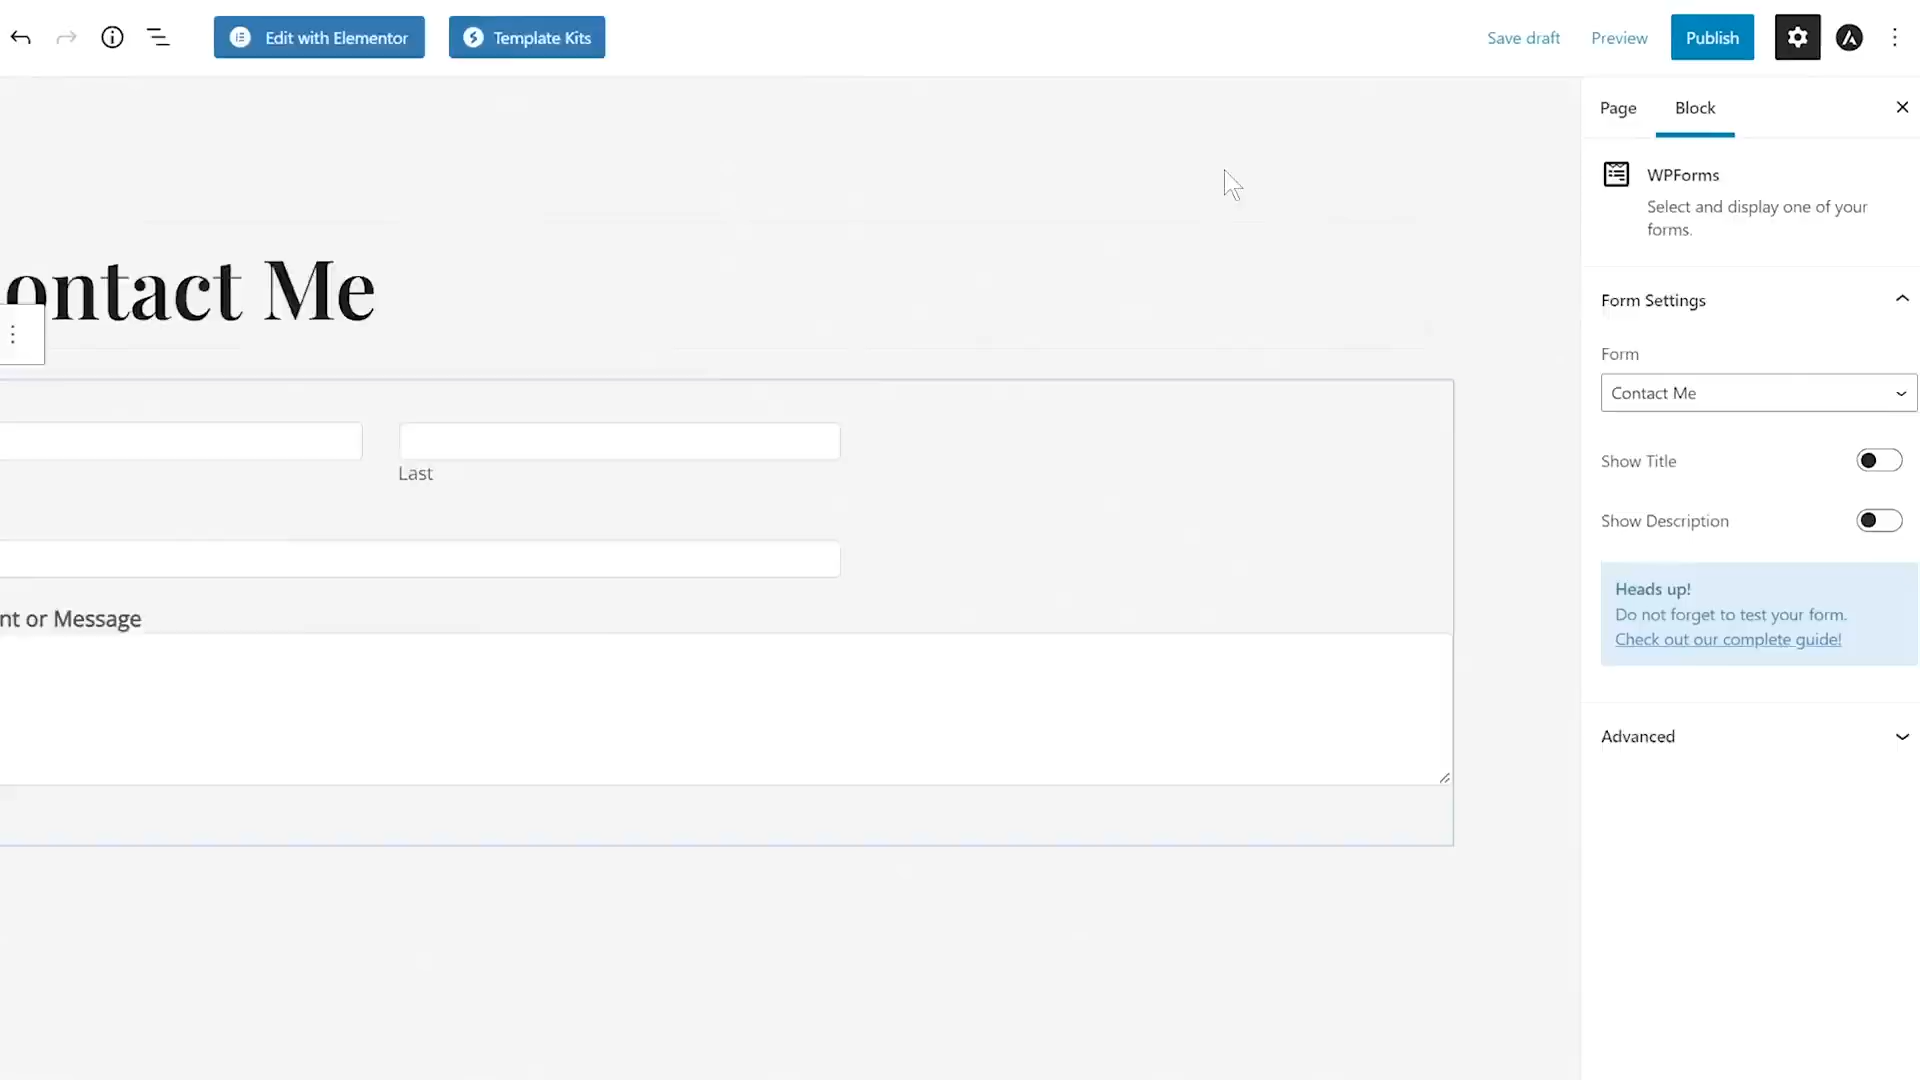 Edit with Elementor
Template Kits
Save draft
Preview
Publish
Page
Block
WPForms
Select and display one of your
forms.
ontact Me
Form Settings
Form
Contact Me
Last
Show Title
Show Description
nt or Message
Heads up!
Do not forget to test your form.
Check out our complete guide!
Advanced